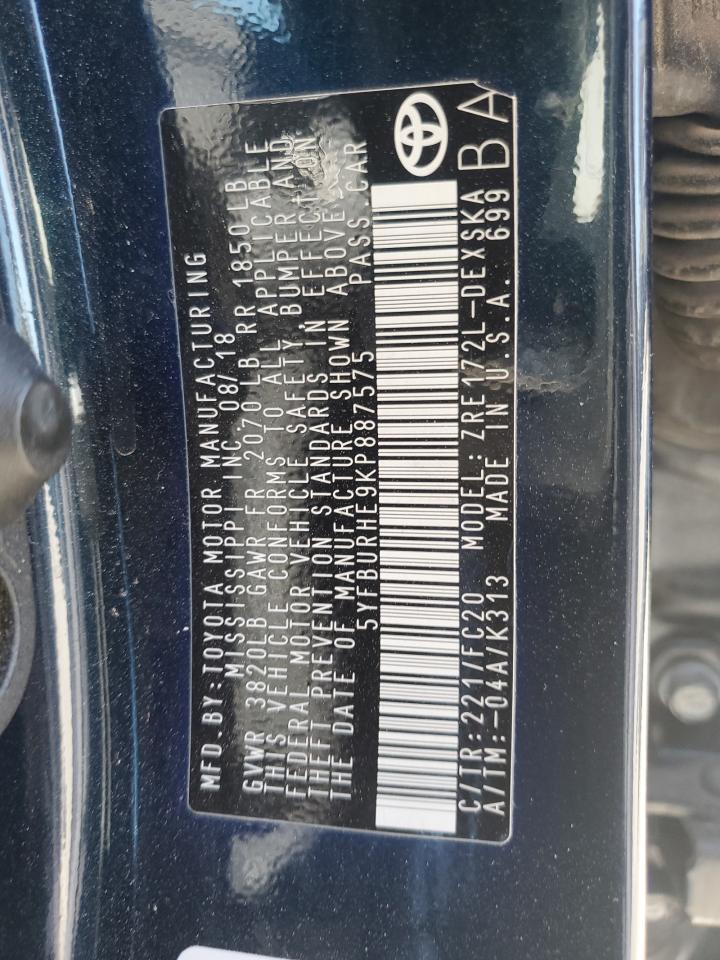 MFD.BY:TOYOTA MOTOR MANUFACTURING
MISSISSIPPI INC. 08/18
GVWR 3820LB GAWR FR 2070LB RR 1850LB
THIS VEHICLE CONFORMS TO ALL APPLICABLE
FEDERAL MOTOR VEHICLE SAFETY, BUMPER AND
THEFT PREVENTION STANDARDS IN EFFECT ON
THE DATE OF MANUFACTURE SHOWN ABOVE.
5YFBURHE9KP887575 PASS CAR
C/TR:221/FC20 MODEL:ZRE172L-DEXSKA
A/TM:-04A/K313 MADE IN U.S.A. 699
BA